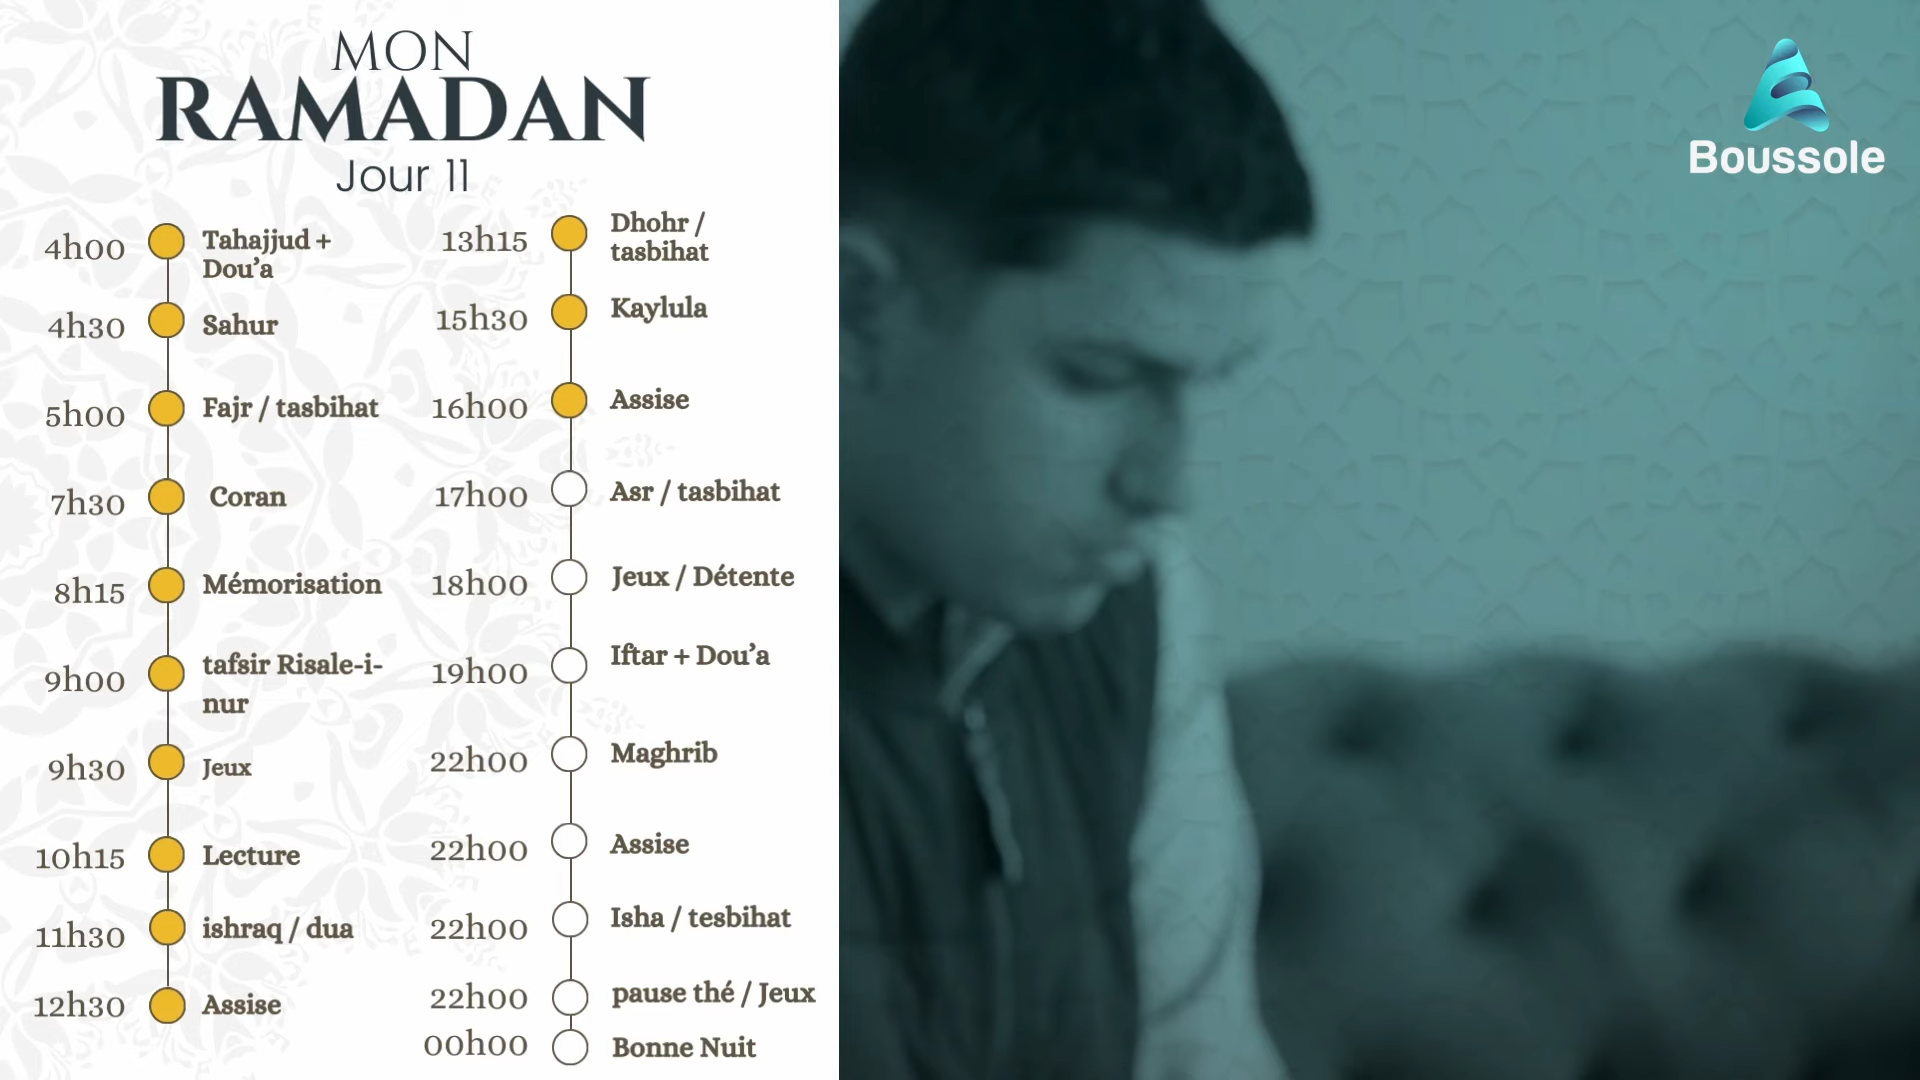 MON
RAMADAN
Jour 11
4h00 Tahajjud +
Dou’a
4h30 Sahur
5h00 Fajr / tasbihat
7h30 Coran
8h15 Mémorisation
9h00 tafsir Risale-i-
nur
9h30 Jeux
10h15 Lecture
11h30 ishraq / dua
12h30 Assise
13h15 Dhohr /
tasbihat
15h30 Kaylula
16h00 Assise
17h00 Asr / tasbihat
18h00 Jeux / Détente
19h00 Iftar + Dou’a
22h00 Maghrib
22h00 Assise
22h00 Isha / tesbihat
22h00 pause thé / Jeux
00h00 Bonne Nuit
Boussole